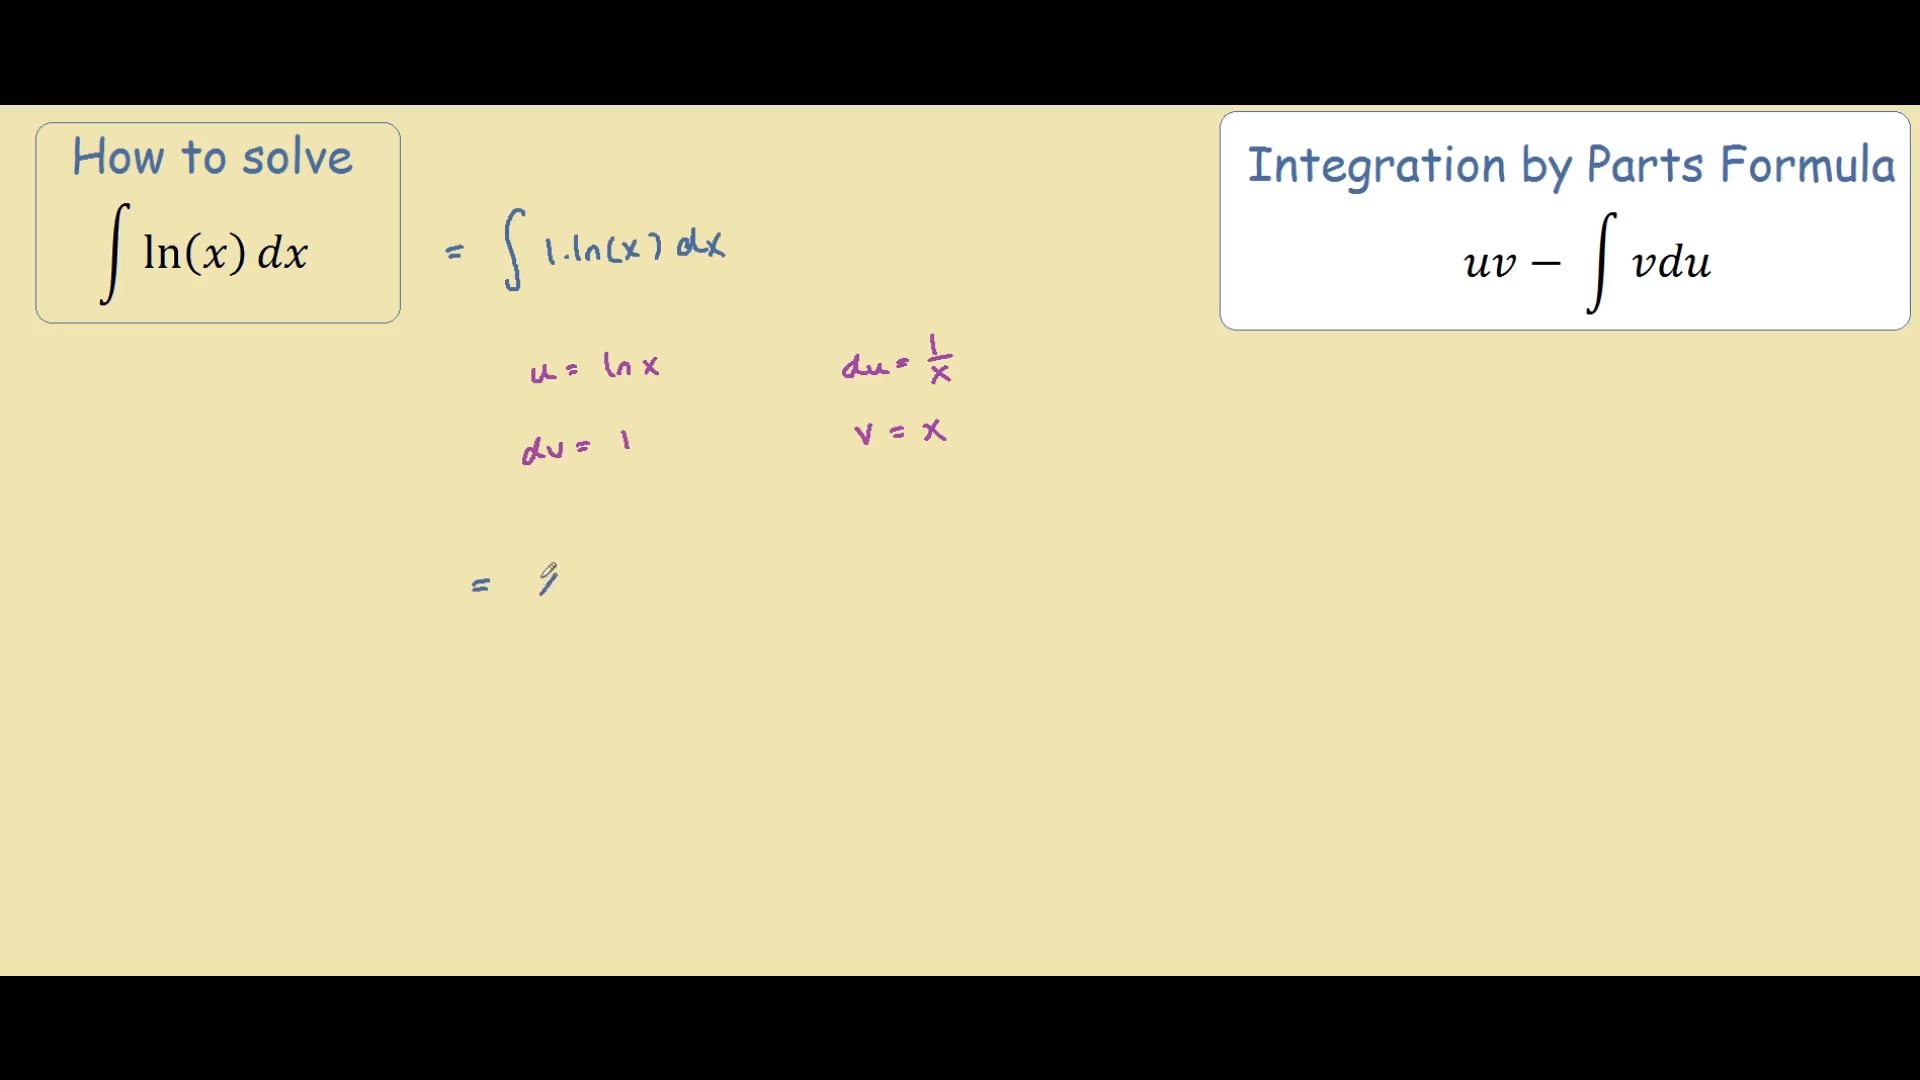 How to solve
∫ ln(x) dx
= ∫ 1.ln(x) dx
Integration by Parts Formula
uv − ∫ vdu
u = ln x
du = 1/x
dv = 1
v = x
=